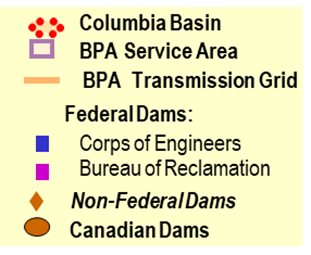 Columbia Basin
BPA Service Area
BPA Transmission Grid
Federal Dams:
Corps of Engineers
Bureau of Reclamation
Non-Federal Dams
Canadian Dams